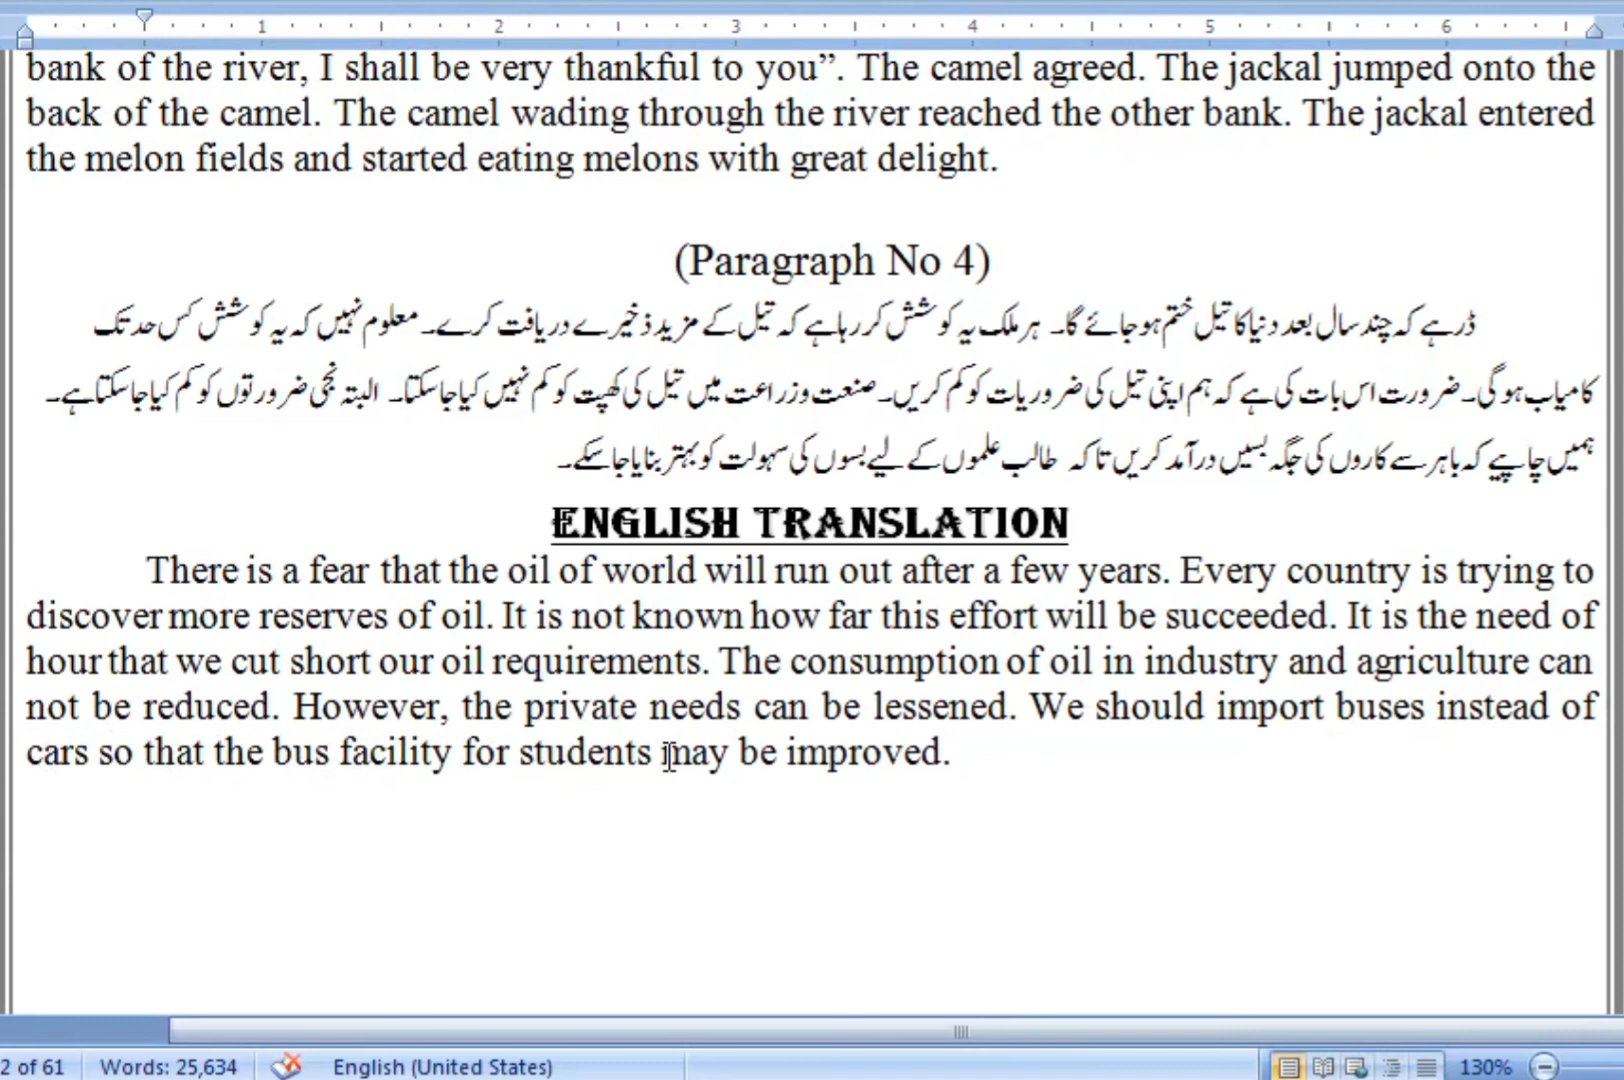 1 2 3 4 5 6
bank of the river, I shall be very thankful to you”. The camel agreed. The jackal jumped onto the
back of the camel. The camel wading through the river reached the other bank. The jackal entered
the melon fields and started eating melons with great delight.
(Paragraph No 4)
ڈر ہے کہ چند سال بعد دنیا کا تیل ختم ہو جائے گا۔ ہر ملک یہ کوشش کر رہا ہے کہ تیل کے مزید ذخیرے دریافت کرے۔ معلوم نہیں کہ یہ کوشش کس حد تک
کامیاب ہو گی۔ ضرورت اس بات کی ہے کہ ہم اپنی تیل کی ضروریات کو کم کریں۔ صنعت و زراعت میں تیل کی کھپت کو کم نہیں کیا جا سکتا۔ البتہ نجی ضرورتوں کو کم کیا جا سکتا ہے۔
ہمیں چاہیے کہ باہر سے کاروں کی جگہ بسیں درآمد کریں تاکہ طالب علموں کے لیے بسوں کی سہولت کو بہتر بنایا جا سکے۔
ENGLISH TRANSLATION
There is a fear that the oil of world will run out after a few years. Every country is trying to
discover more reserves of oil. It is not known how far this effort will be succeeded. It is the need of
hour that we cut short our oil requirements. The consumption of oil in industry and agriculture can
not be reduced. However, the private needs can be lessened. We should import buses instead of
cars so that the bus facility for students may be improved.
2 of 61 Words: 25,634 English (United States) 130%